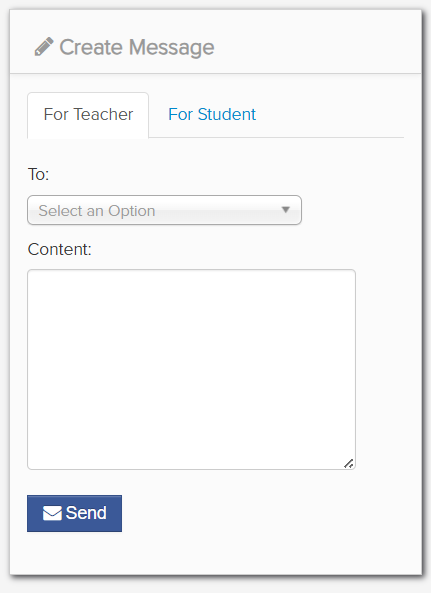 Create Message
For Teacher For Student
To:
Select an Option
Content:
Send